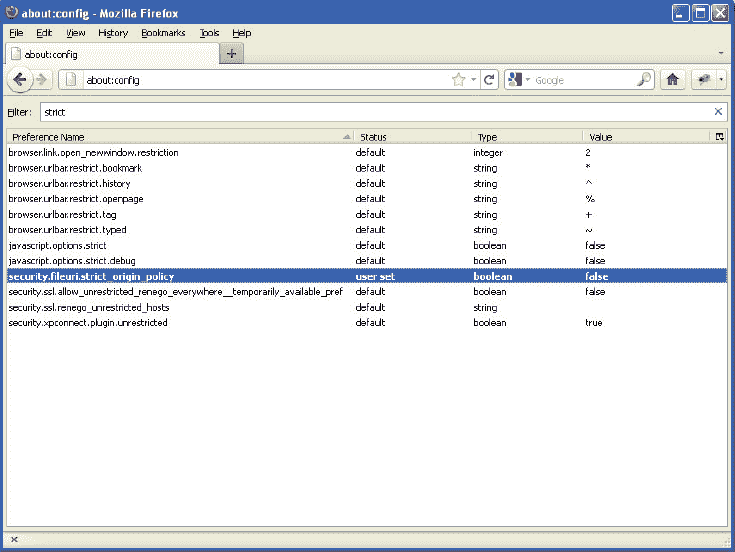 about:config - Mozilla Firefox
File Edit View History Bookmarks Tools Help
about:config
about:config Google
Filter: strict
Preference Name Status Type Value
browser.link.open_newwindow.restriction default integer 2
browser.urlbar.restrict.bookmark default string *
browser.urlbar.restrict.history default string ^
browser.urlbar.restrict.openpage default string %
browser.urlbar.restrict.tag default string +
browser.urlbar.restrict.typed default string ~
javascript.options.strict default boolean false
javascript.options.strict.debug default boolean false
security.fileuri.strict_origin_policy user set boolean false
security.ssl.allow_unrestricted_renego_everywhere__temporarily_available_pref default boolean false
security.ssl.renego_unrestricted_hosts default string
security.xpconnect.plugin.unrestricted default boolean true